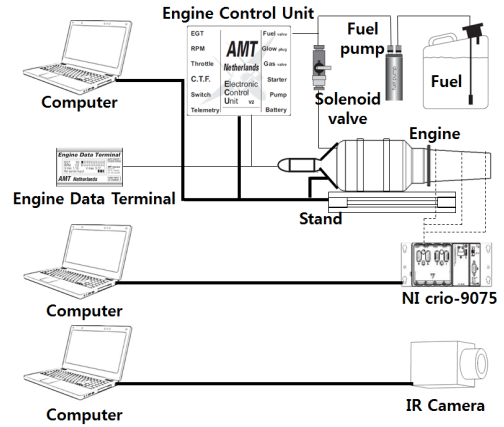 Engine Control Unit
EGT
RPM
Throttle
C.T.F.
Switch
Telemetry
AMT
Netherlands
Electronic
Control
Unit V2
Fuel valve
Glow plug
Gas valve
Starter
Pump
Battery
Fuel
pump
Fuel
Solenoid
valve
Computer
Engine
Engine Data Terminal
AMT Netherlands
Engine Data Terminal
Stand
NI crio-9075
Computer
IR Camera
Computer